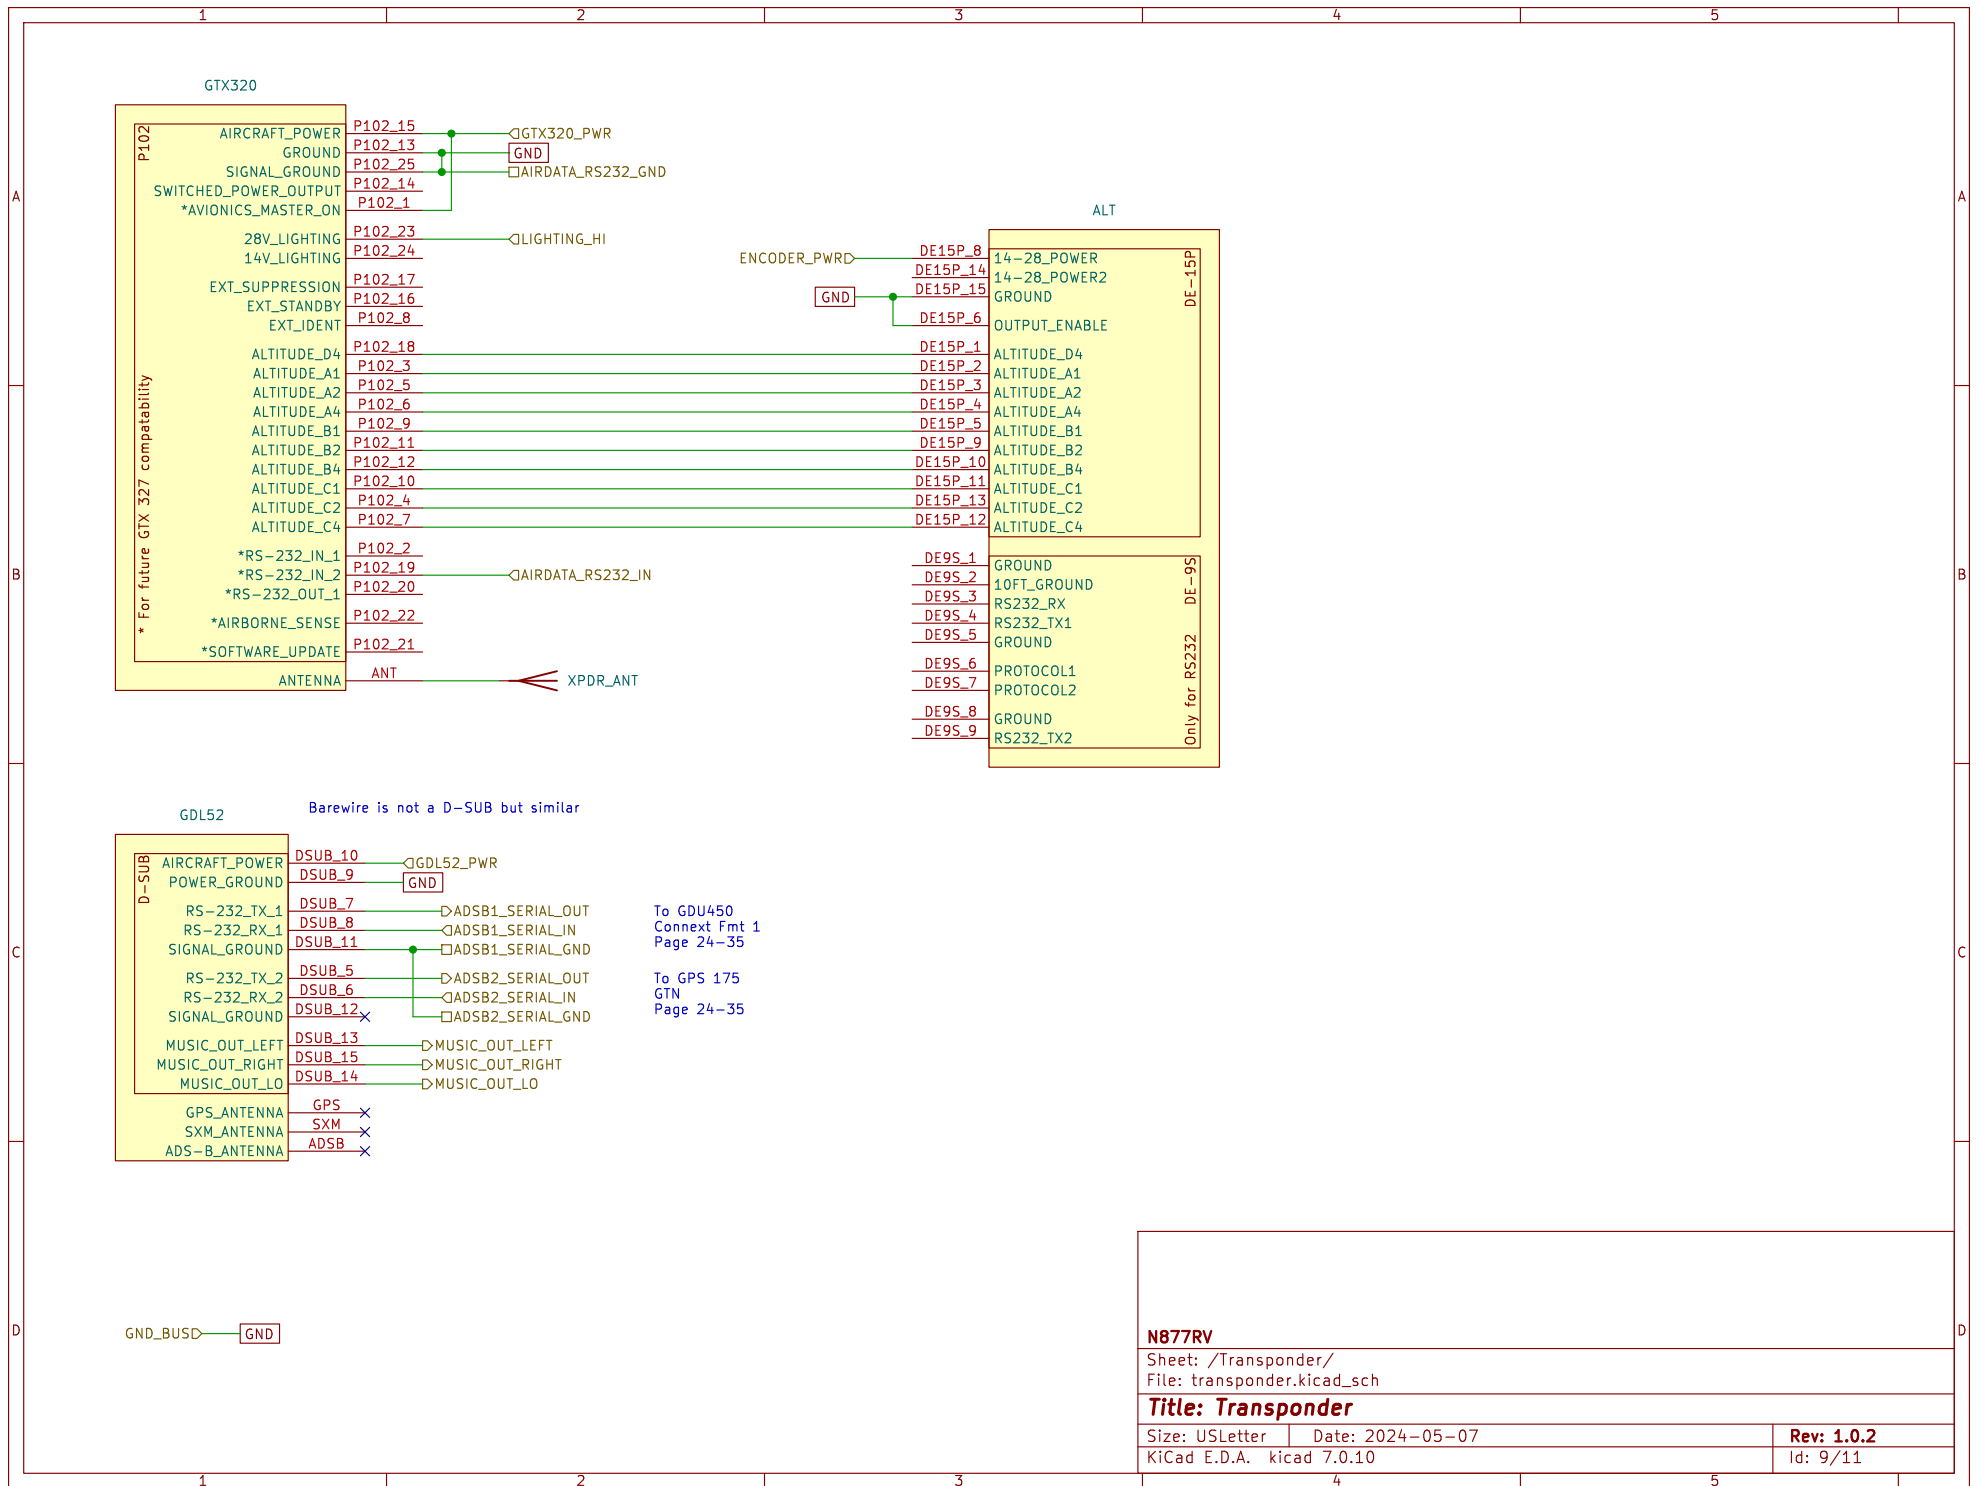 1 2 3 4 5
A A
B B
C C
D D
1 2 3 4 5
GTX320
P102
* For future GTX 327 compatability
AIRCRAFT_POWER P102_15 GTX320_PWR
GROUND P102_13 GND
SIGNAL_GROUND P102_25 AIRDATA_RS232_GND
SWITCHED_POWER_OUTPUT P102_14
*AVIONICS_MASTER_ON P102_1
28V_LIGHTING P102_23 LIGHTING_HI
14V_LIGHTING P102_24
EXT_SUPPRESSION P102_17
EXT_STANDBY P102_16
EXT_IDENT P102_8
ALTITUDE_D4 P102_18
ALTITUDE_A1 P102_3
ALTITUDE_A2 P102_5
ALTITUDE_A4 P102_6
ALTITUDE_B1 P102_9
ALTITUDE_B2 P102_11
ALTITUDE_B4 P102_12
ALTITUDE_C1 P102_10
ALTITUDE_C2 P102_4
ALTITUDE_C4 P102_7
*RS-232_IN_1 P102_2
*RS-232_IN_2 P102_19 AIRDATA_RS232_IN
*RS-232_OUT_1 P102_20
*AIRBORNE_SENSE P102_22
*SOFTWARE_UPDATE P102_21
ANTENNA ANT XPDR_ANT
ALT
DE-15P
ENCODER_PWR DE15P_8 14-28_POWER
DE15P_14 14-28_POWER2
GND DE15P_15 GROUND
DE15P_6 OUTPUT_ENABLE
DE15P_1 ALTITUDE_D4
DE15P_2 ALTITUDE_A1
DE15P_3 ALTITUDE_A2
DE15P_4 ALTITUDE_A4
DE15P_5 ALTITUDE_B1
DE15P_9 ALTITUDE_B2
DE15P_10 ALTITUDE_B4
DE15P_11 ALTITUDE_C1
DE15P_13 ALTITUDE_C2
DE15P_12 ALTITUDE_C4
DE-9S
Only for RS232
DE9S_1 GROUND
DE9S_2 10FT_GROUND
DE9S_3 RS232_RX
DE9S_4 RS232_TX1
DE9S_5 GROUND
DE9S_6 PROTOCOL1
DE9S_7 PROTOCOL2
DE9S_8 GROUND
DE9S_9 RS232_TX2
Barewire is not a D-SUB but similar
GDL52
D-SUB
AIRCRAFT_POWER DSUB_10 GDL52_PWR
POWER_GROUND DSUB_9 GND
RS-232_TX_1 DSUB_7 ADSB1_SERIAL_OUT
RS-232_RX_1 DSUB_8 ADSB1_SERIAL_IN
SIGNAL_GROUND DSUB_11 ADSB1_SERIAL_GND
RS-232_TX_2 DSUB_5 ADSB2_SERIAL_OUT
RS-232_RX_2 DSUB_6 ADSB2_SERIAL_IN
SIGNAL_GROUND DSUB_12 ADSB2_SERIAL_GND
MUSIC_OUT_LEFT DSUB_13 MUSIC_OUT_LEFT
MUSIC_OUT_RIGHT DSUB_15 MUSIC_OUT_RIGHT
MUSIC_OUT_LO DSUB_14 MUSIC_OUT_LO
GPS_ANTENNA GPS
SXM_ANTENNA SXM
ADS-B_ANTENNA ADSB
To GDU450
Connext Fmt 1
Page 24-35
To GPS 175
GTN
Page 24-35
GND_BUS GND
N877RV
Sheet: /Transponder/
File: transponder.kicad_sch
Title: Transponder
Size: USLetter Date: 2024-05-07 Rev: 1.0.2
KiCad E.D.A. kicad 7.0.10 Id: 9/11